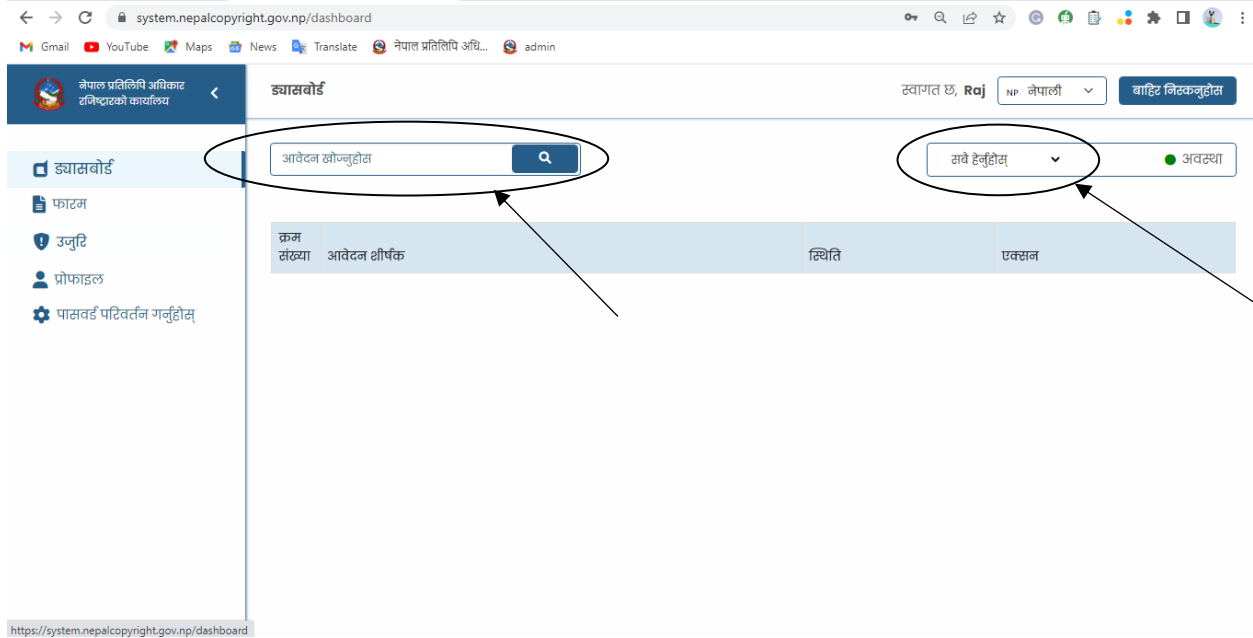 system.nepalcopyright.gov.np/dashboard
Gmail YouTube Maps News Translate नेपाल प्रतिलिपि अधि... admin
नेपाल प्रतिलिपि अधिकार
रजिष्ट्रारको कार्यालय
ड्यासबोर्ड
स्वागत छ, Raj NP नेपाली बाहिर निस्कनुहोस
ड्यासबोर्ड
फारम
उजुरि
प्रोफाइल
पासवर्ड परिवर्तन गर्नुहोस्
आवेदन खोज्नुहोस
सबै हेर्नुहोस् अवस्था
क्रम
संख्या आवेदन शीर्षक स्थिति एक्सन
https://system.nepalcopyright.gov.np/dashboard